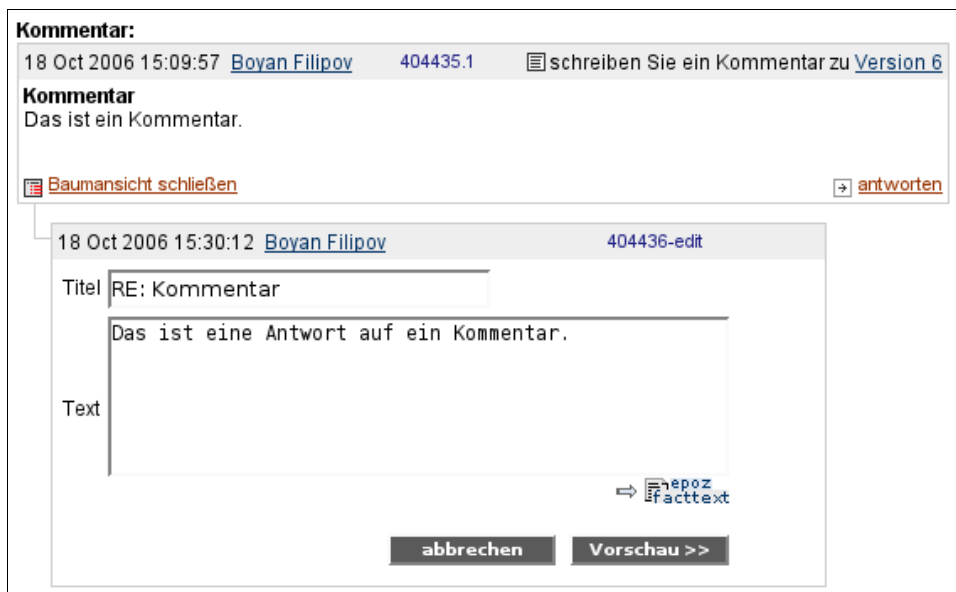 Kommentar:
18 Oct 2006 15:09:57 Boyan Filipov 404435.1 schreiben Sie ein Kommentar zu Version 6
Kommentar
Das ist ein Kommentar.
Baumansicht schließen antworten
18 Oct 2006 15:30:12 Boyan Filipov 404436-edit
Titel RE: Kommentar
Das ist eine Antwort auf ein Kommentar.
Text
epoz
facttext
abbrechen Vorschau >>